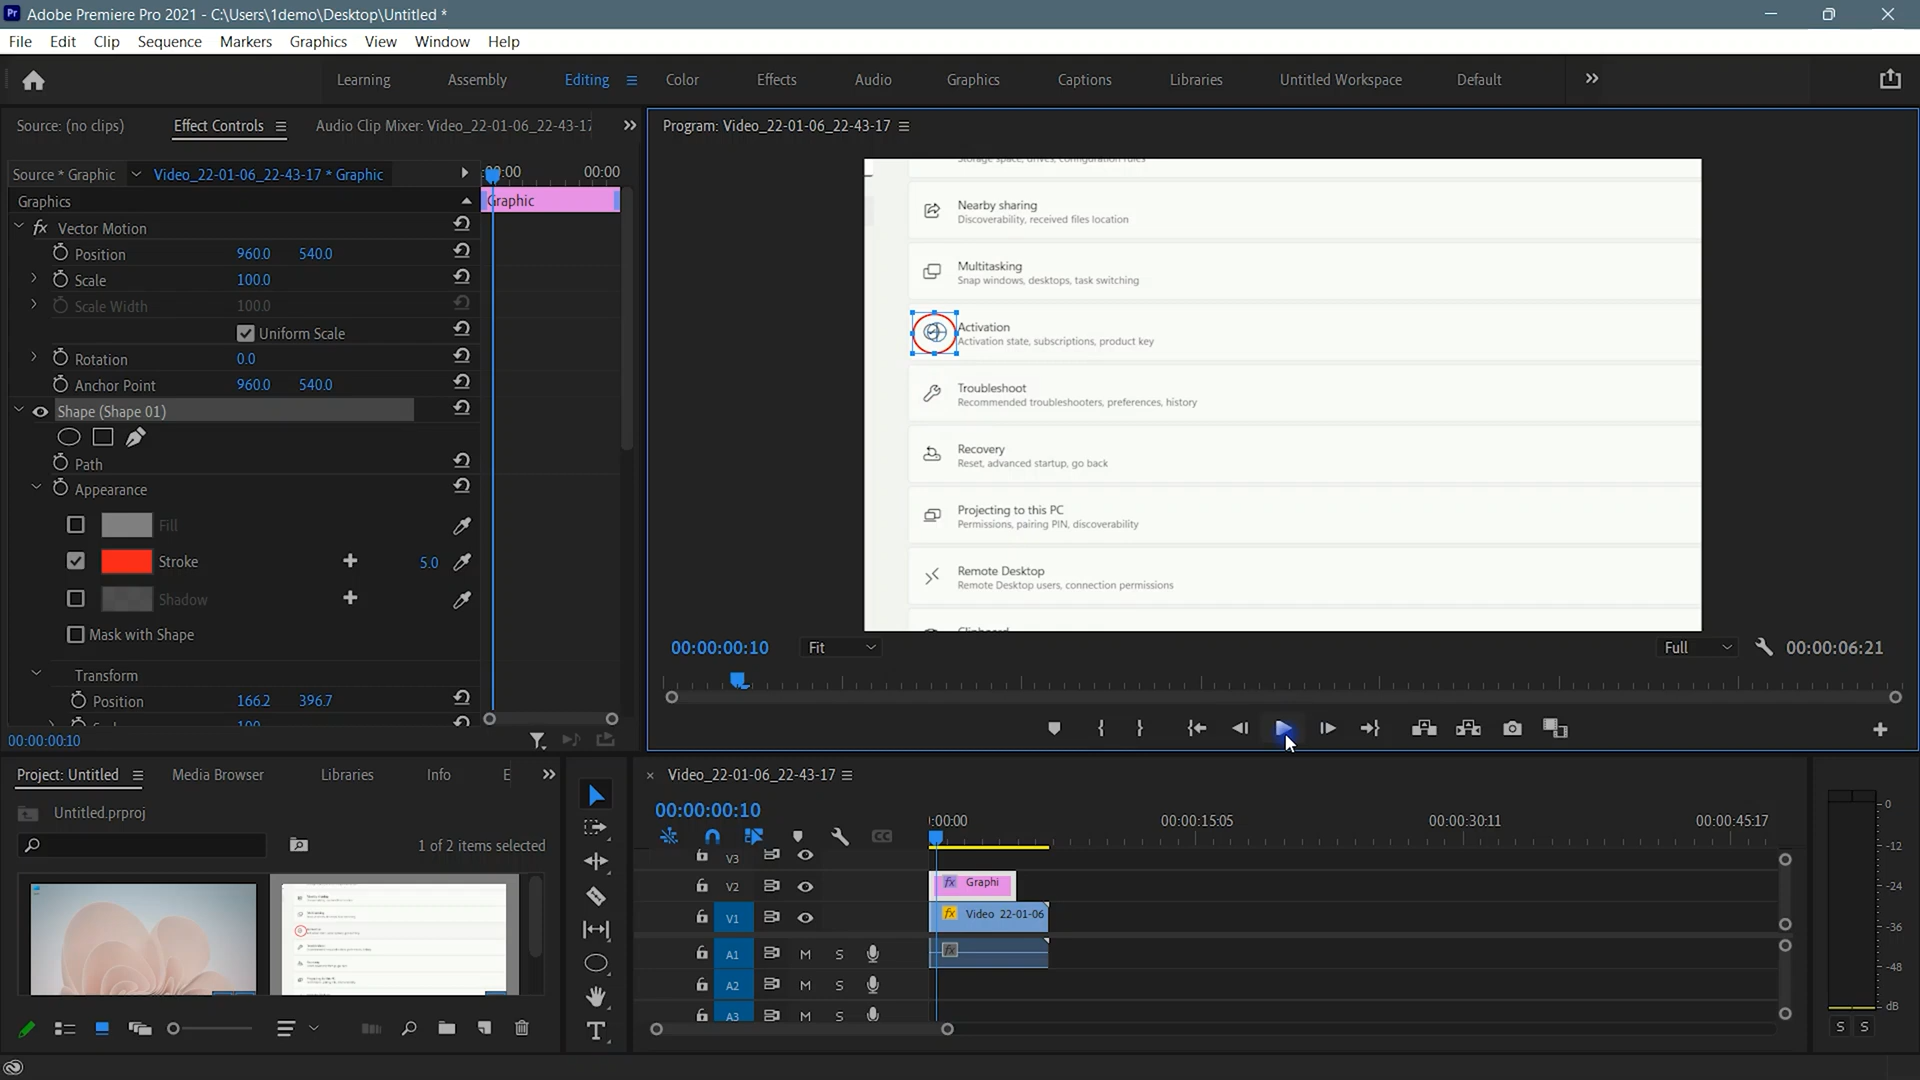 Adobe Premiere Pro 2021 - C:\Users\1demo\Desktop\Untitled *
File Edit Clip Sequence Markers Graphics View Window Help
Learning Assembly Editing Color Effects Audio Graphics Captions Libraries Untitled Workspace Default
Source: (no clips) Effect Controls Audio Clip Mixer: Video_22-01-06_22-43-17
Program: Video_22-01-06_22-43-17
Source * Graphic Video_22-01-06_22-43-17 * Graphic
:00:00 00:00
Graphics
Graphic
fx Vector Motion
Position 960.0 540.0
Scale 100.0
Scale Width 100.0
Uniform Scale
Rotation 0.0
Anchor Point 960.0 540.0
Shape (Shape 01)
Path
Appearance
Fill
Stroke 5.0
Shadow
Mask with Shape
Transform
Position 166.2 396.7
100
00:00:00:10
Storage space, drives, configuration rules
Nearby sharing
Discoverability, received files location
Multitasking
Snap windows, desktops, task switching
Activation
Activation state, subscriptions, product key
Troubleshoot
Recommended troubleshooters, preferences, history
Recovery
Reset, advanced startup, go back
Projecting to this PC
Permissions, pairing PIN, discoverability
Remote Desktop
Remote Desktop users, connection permissions
Clipboard
00:00:00:10 Fit Full 00:00:06:21
Project: Untitled Media Browser Libraries Info E
Untitled.prproj
1 of 2 items selected
Video_22-01-06_22-43-17
00:00:00:10
:00:00 00:00:15:05 00:00:30:11 00:00:45:17
V3
V2 fx Graphi
V1 fx Video 22-01-06
A1 M S fx
A2 M S
A3 M S
T
0
-12
-24
-36
-48
dB
S S